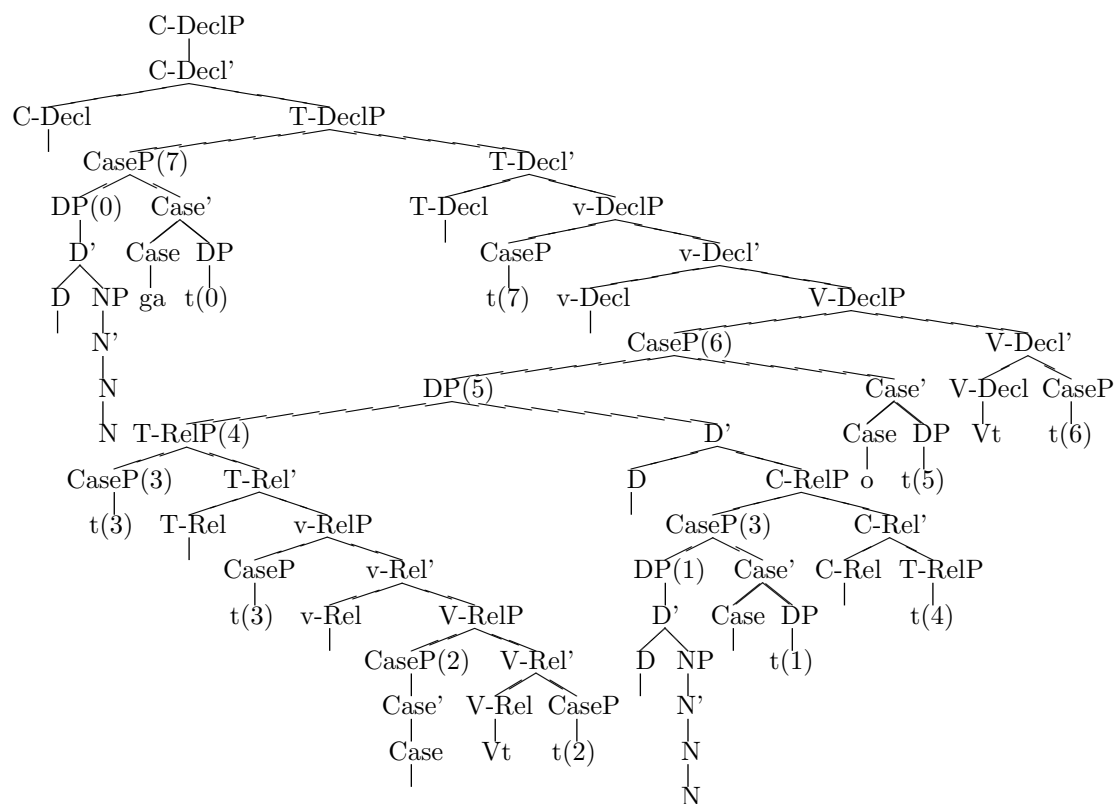 C-DeclP
C-Decl'
C-Decl T-DeclP
CaseP(7) T-Decl'
DP(0) Case' T-Decl v-DeclP
D' Case DP CaseP v-Decl'
D NP ga t(0) t(7) v-Decl V-DeclP
N' CaseP(6) V-Decl'
N DP(5) Case' V-Decl CaseP
N T-RelP(4) D' Case DP Vt t(6)
CaseP(3) T-Rel' D C-RelP o t(5)
t(3) T-Rel v-RelP CaseP(3) C-Rel'
CaseP v-Rel' DP(1) Case' C-Rel T-RelP
t(3) v-Rel V-RelP D' Case DP t(4)
CaseP(2) V-Rel' D NP t(1)
Case' V-Rel CaseP N'
Case Vt t(2) N
N